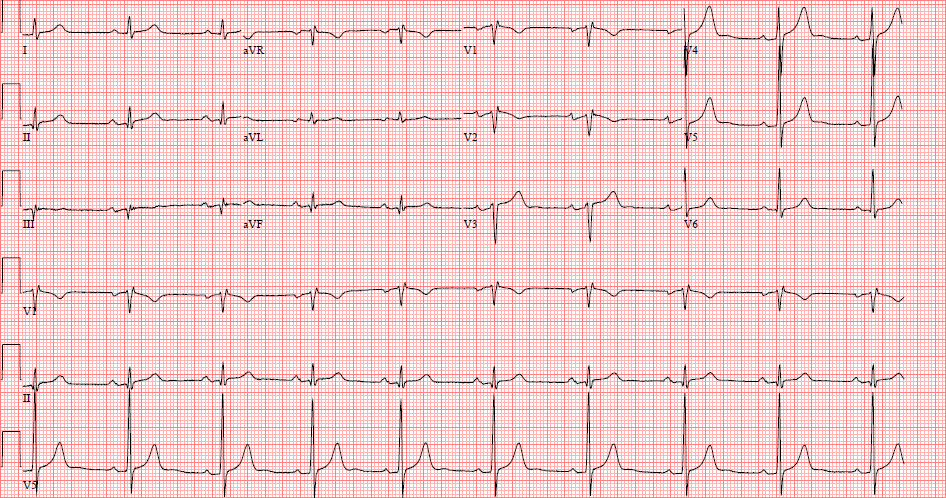 I aVR V1 V4
II aVL V2 V5
III aVF V3 V6
V1
II
V5